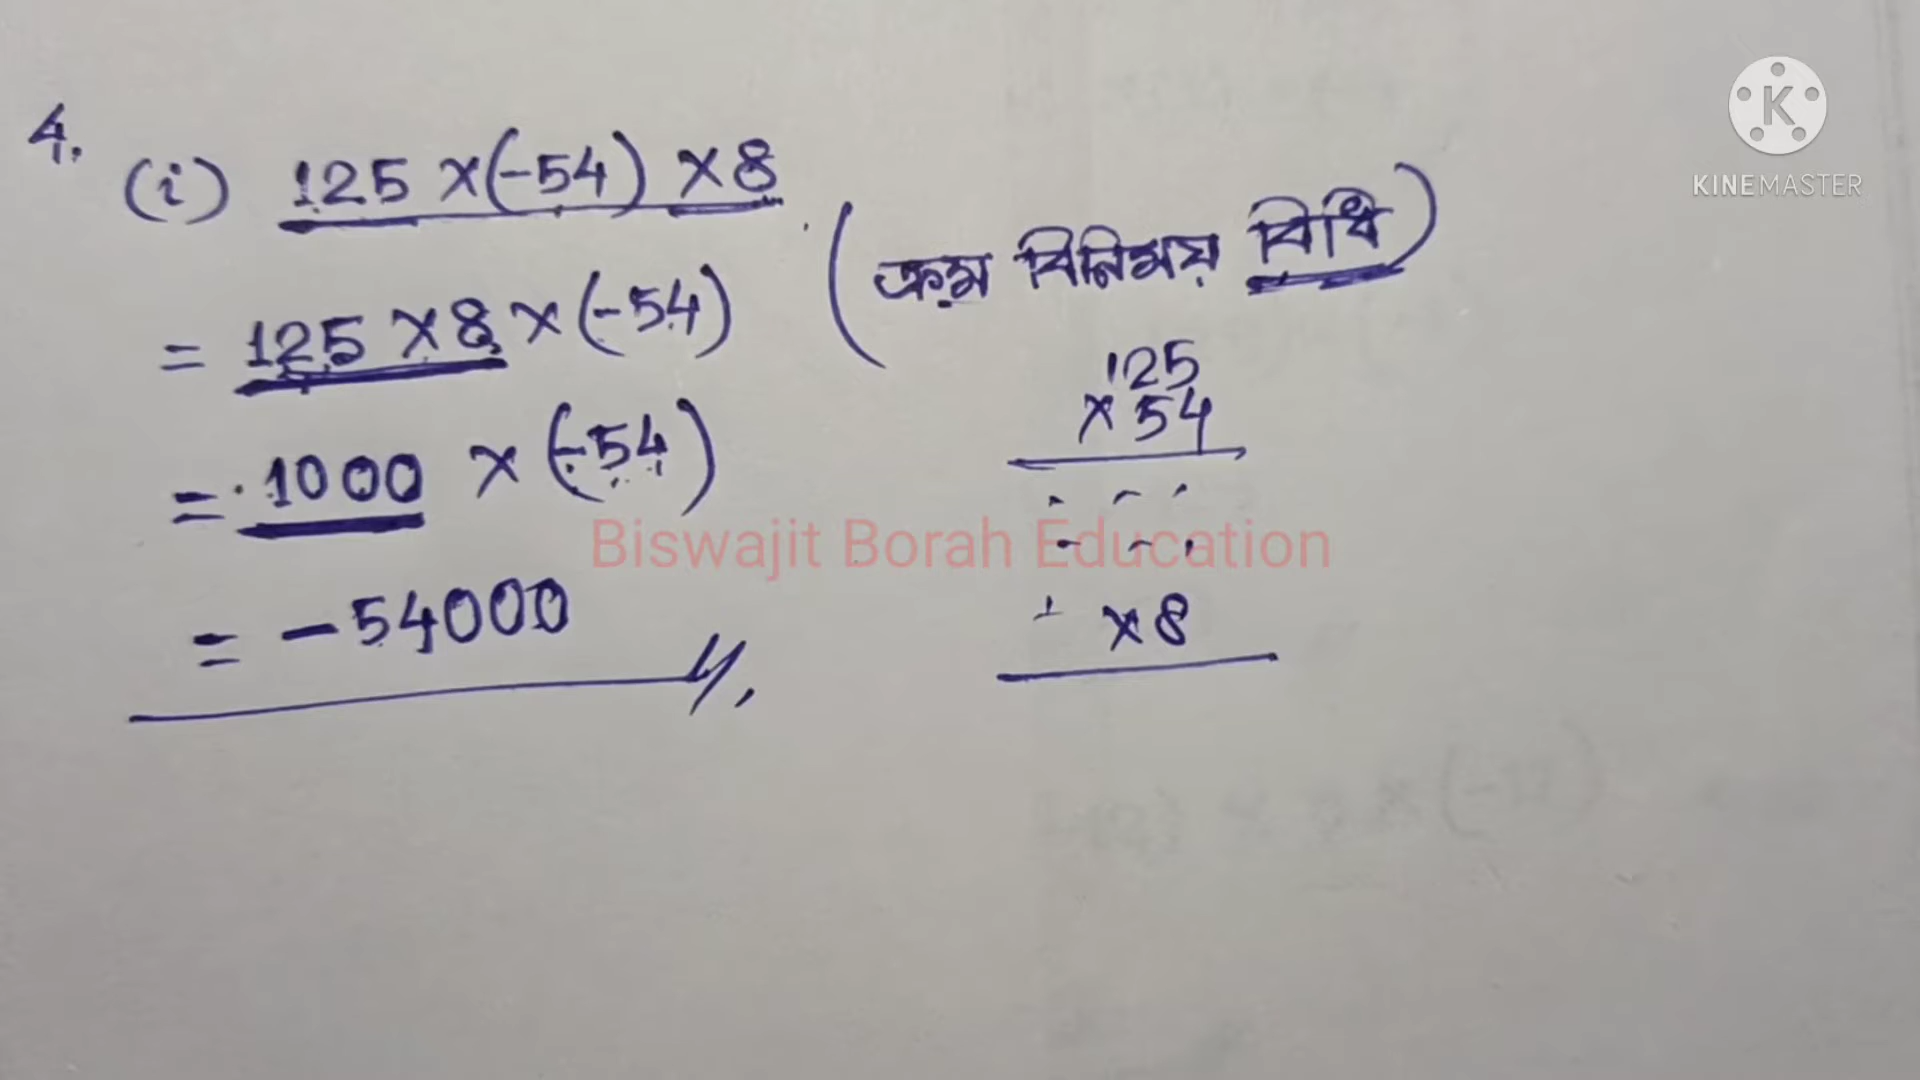 4.
(i) 125 ×(-54) ×8
= 125 ×8 ×(-54) (ক্রম বিনিময় বিধি)
= 1000 × (-54)
= -54000
125
× 54
× 8
Biswajit Borah Education
K
KINEMASTER